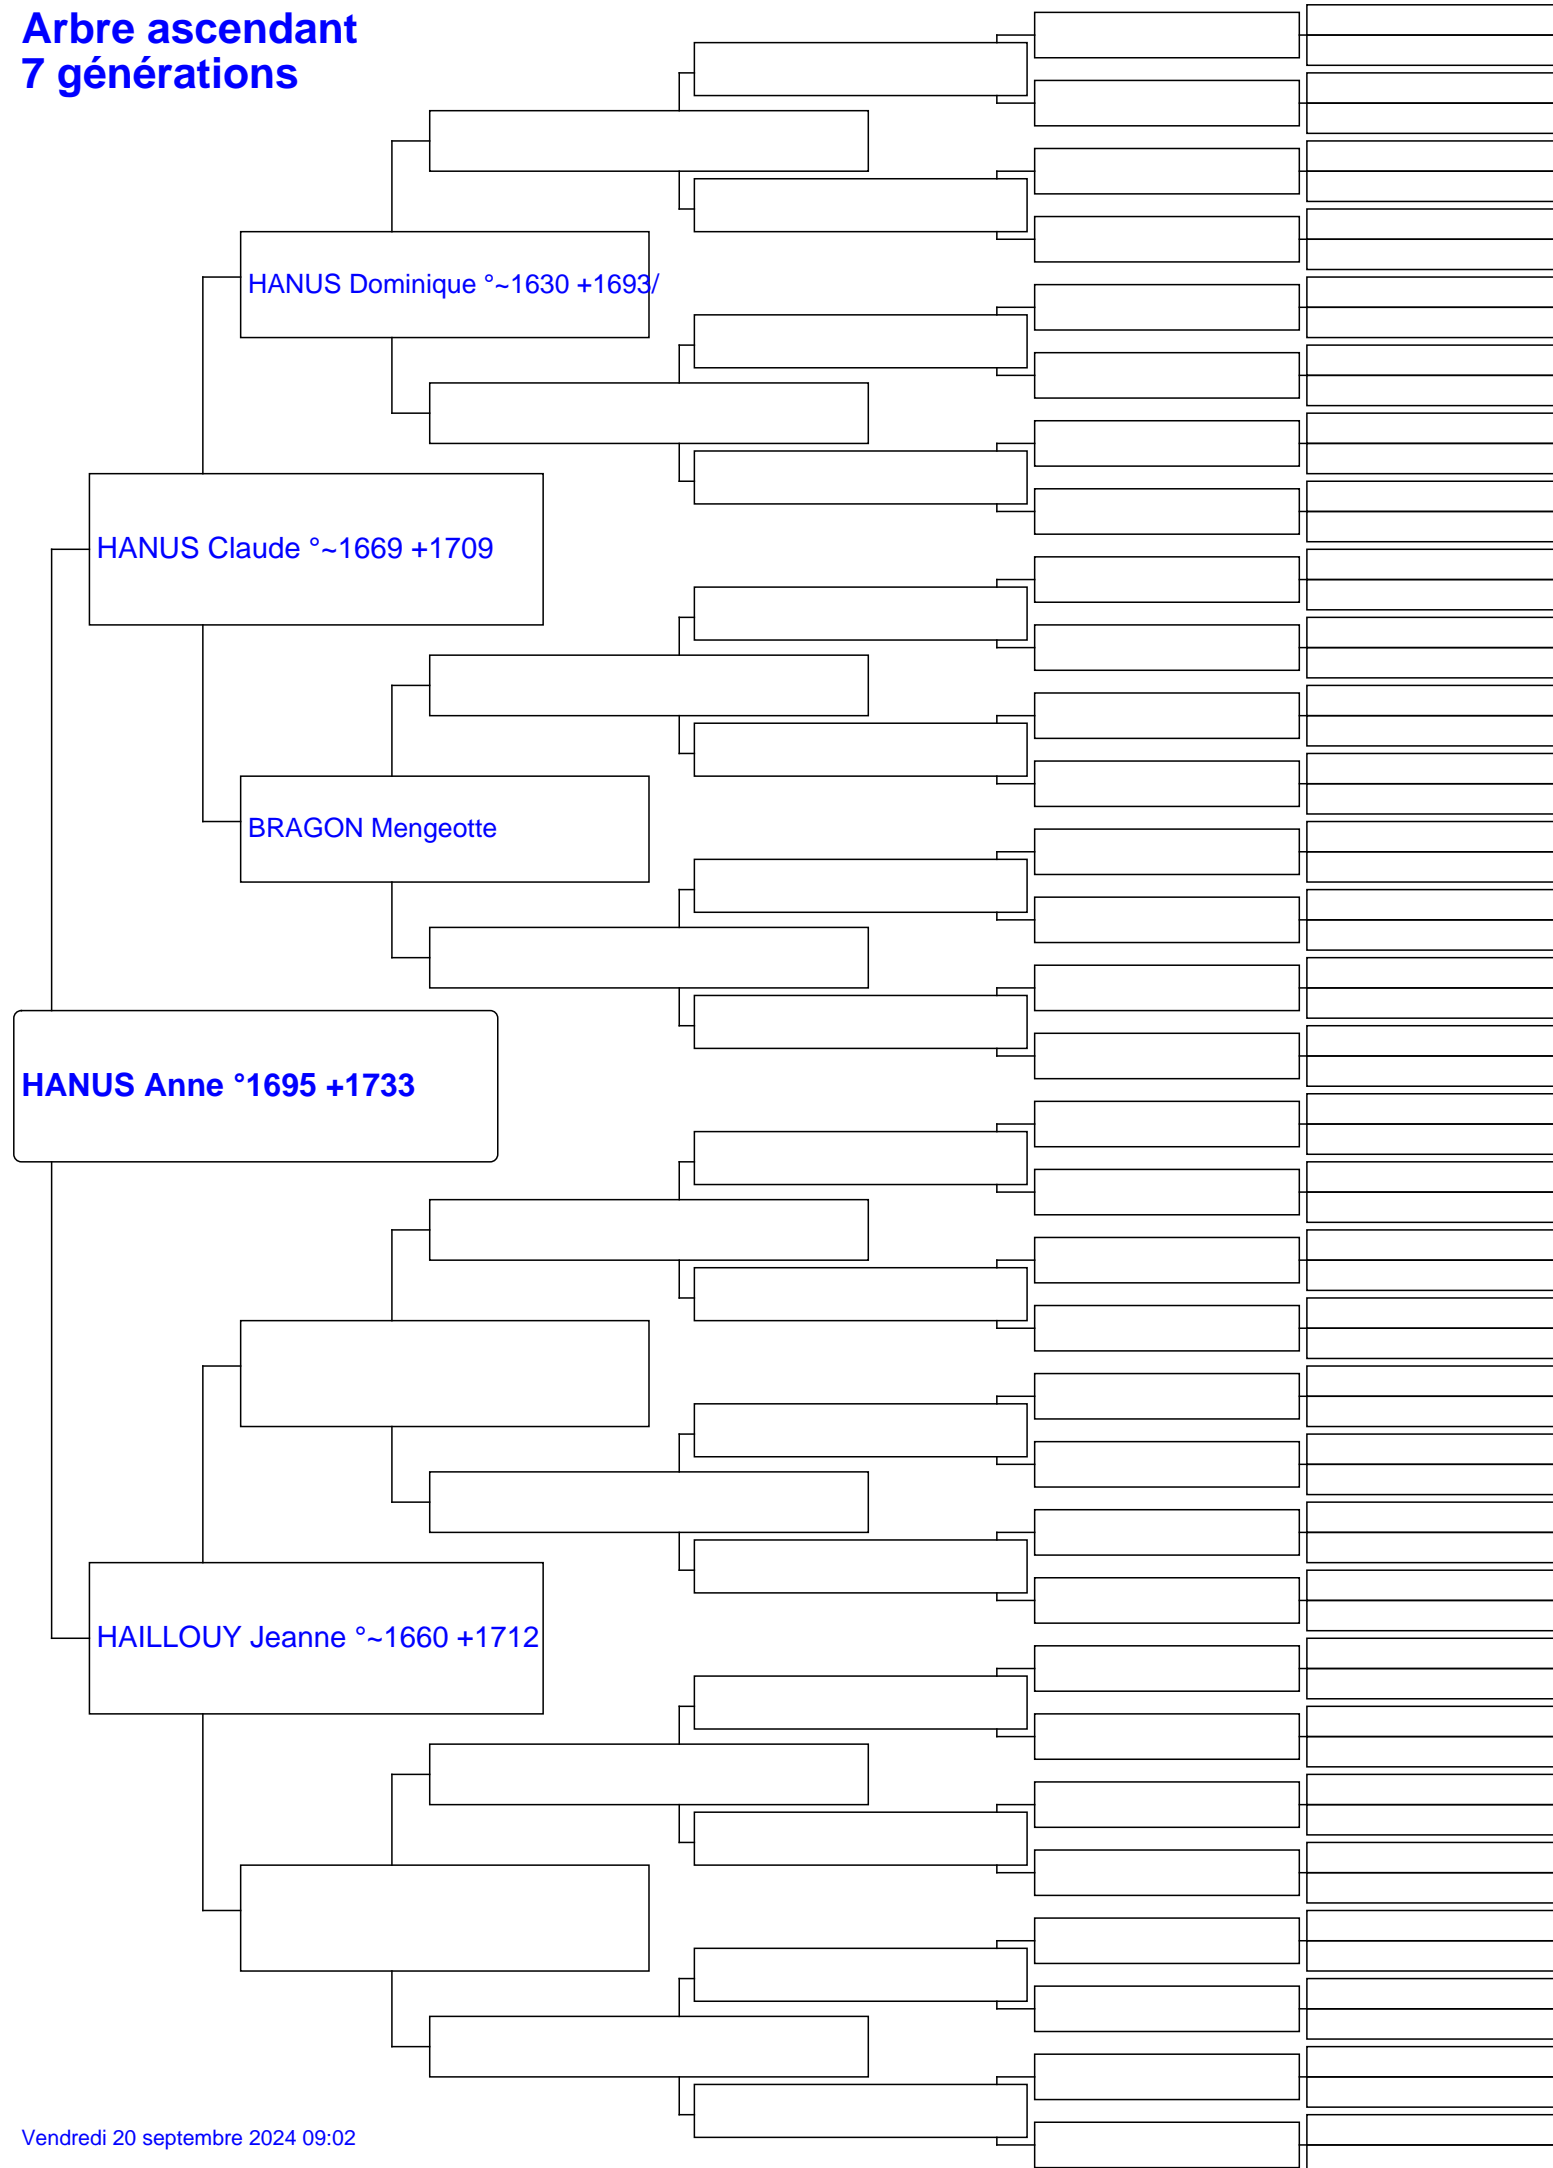 Arbre ascendant
7 générations
HANUS Dominique °~1630 +1693/
HANUS Claude °~1669 +1709
BRAGON Mengeotte
HANUS Anne °1695 +1733
HAILLOUY Jeanne °~1660 +1712
Vendredi 20 septembre 2024 09:02